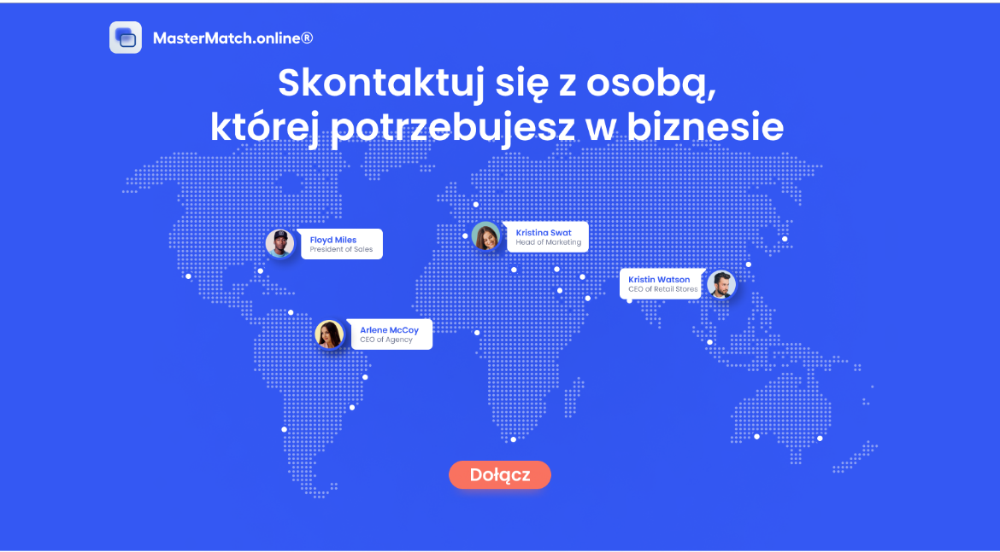 MasterMatch.online®
Skontaktuj się z osobą,
której potrzebujesz w biznesie
Floyd Miles
President of Sales
Kristina Swat
Head of Marketing
Kristin Watson
CEO of Retail Stores
Arlene McCoy
CEO of Agency
Dołącz